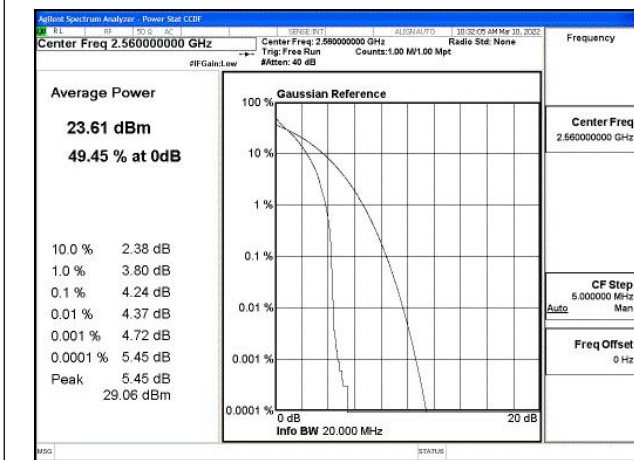 Agilent Spectrum Analyzer - Power Stat CCDF
RL RF 50 Ω AC SENSE:INT ALIGNAUTO 10:32:05 AM Mar 10, 2022
Center Freq 2.560000000 GHz
Center Freq: 2.560000000 GHz Radio Std: None
Trig: Free Run Counts:1.00 M/1.00 Mpt
#IFGain:Low #Atten: 40 dB
Frequency
Average Power
23.61 dBm
49.45 % at 0dB
10.0 % 2.38 dB
1.0 % 3.80 dB
0.1 % 4.24 dB
0.01 % 4.37 dB
0.001 % 4.72 dB
0.0001 % 5.45 dB
Peak 5.45 dB
29.06 dBm
Gaussian Reference
100 %
10 %
1 %
0.1 %
0.01 %
0.001 %
0.0001 %
0 dB 20 dB
Info BW 20.000 MHz
Center Freq
2.560000000 GHz
CF Step
5.000000 MHz
Auto Man
Freq Offset
0 Hz
MSG STATUS